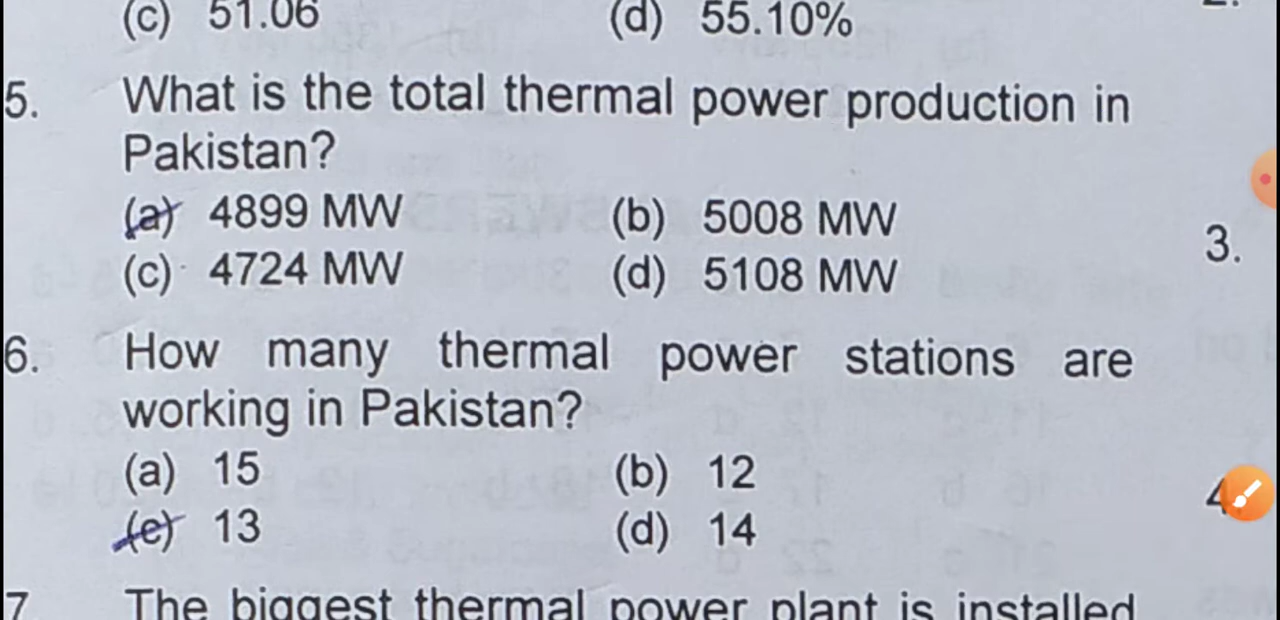 (c) 51.06 (d) 55.10%
5. What is the total thermal power production in
Pakistan?
(a) 4899 MW (b) 5008 MW
3.
(c) 4724 MW (d) 5108 MW
6. How many thermal power stations are
working in Pakistan?
(a) 15 (b) 12
4
(c) 13 (d) 14
7 The biggest thermal power plant is installed